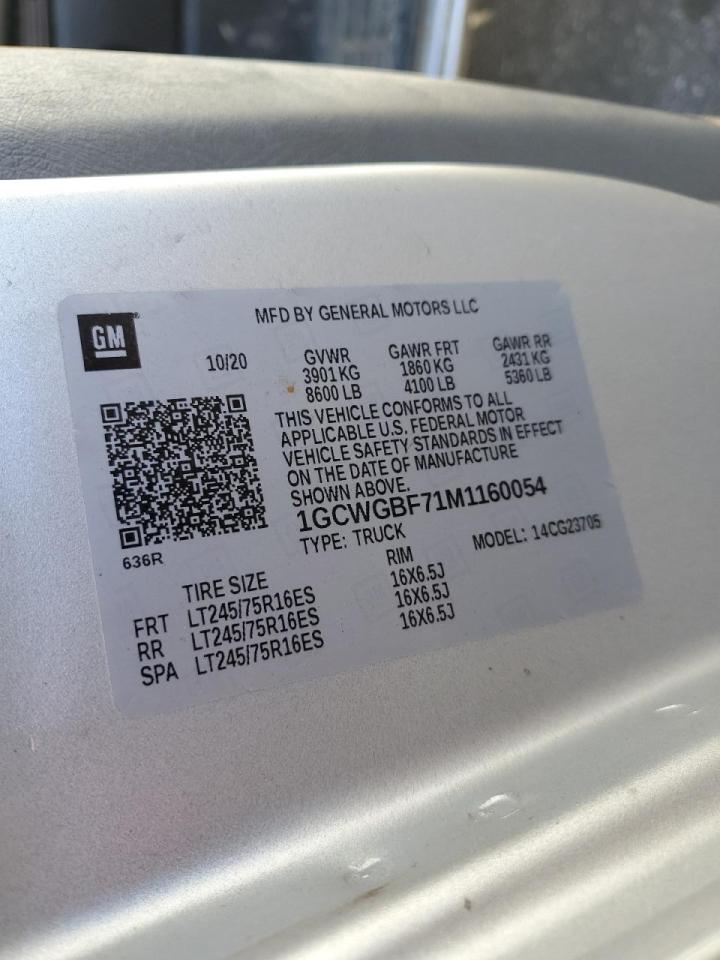 GM
MFD BY GENERAL MOTORS LLC
10/20 GVWR GAWR FRT GAWR RR
3901 KG 1860 KG 2431 KG
8600 LB 4100 LB 5360 LB
THIS VEHICLE CONFORMS TO ALL
APPLICABLE U.S. FEDERAL MOTOR
VEHICLE SAFETY STANDARDS IN EFFECT
ON THE DATE OF MANUFACTURE
SHOWN ABOVE.
1GCWGBF71M1160054
TYPE: TRUCK MODEL: 14CG23705
636R
TIRE SIZE RIM
FRT LT245/75R16ES 16X6.5J
RR LT245/75R16ES 16X6.5J
SPA LT245/75R16ES 16X6.5J